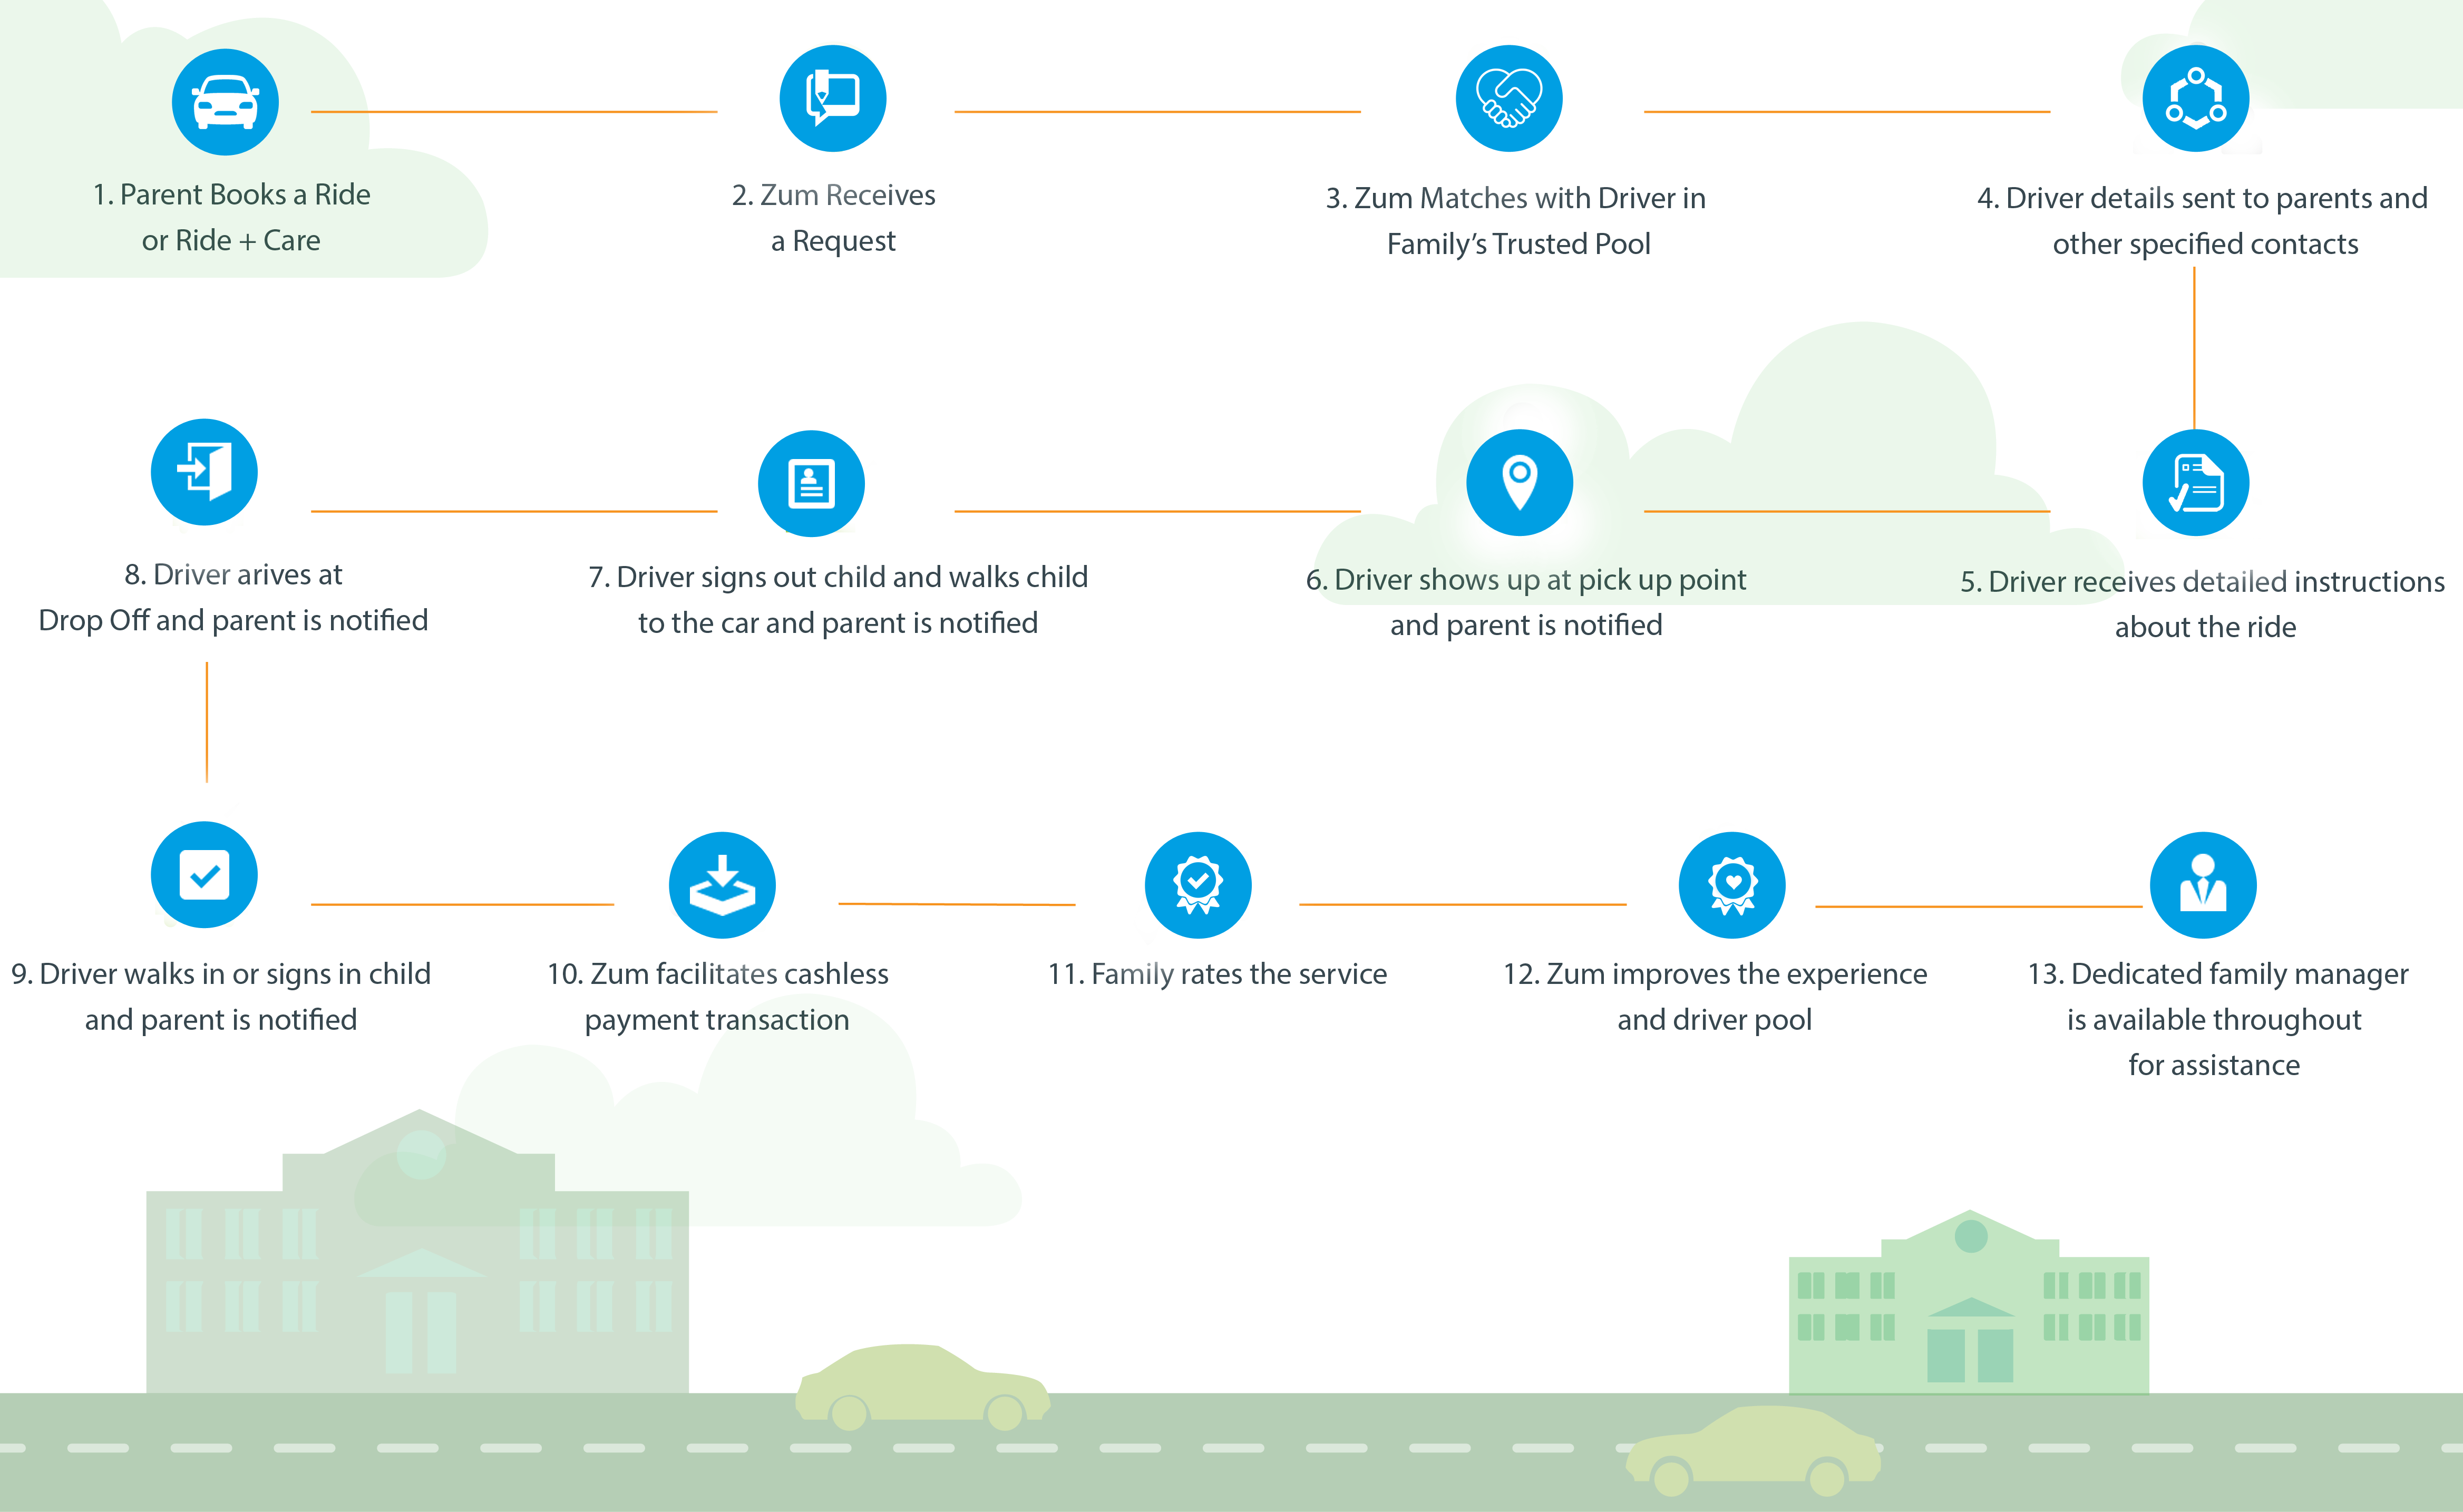 1. Parent Books a Ride
or Ride + Care
2. Zum Receives
a Request
3. Zum Matches with Driver in
Family’s Trusted Pool
4. Driver details sent to parents and
other specified contacts
5. Driver receives detailed instructions
about the ride
6. Driver shows up at pick up point
and parent is notified
7. Driver signs out child and walks child
to the car and parent is notified
8. Driver arives at
Drop Off and parent is notified
9. Driver walks in or signs in child
and parent is notified
10. Zum facilitates cashless
payment transaction
11. Family rates the service
12. Zum improves the experience
and driver pool
13. Dedicated family manager
is available throughout
for assistance